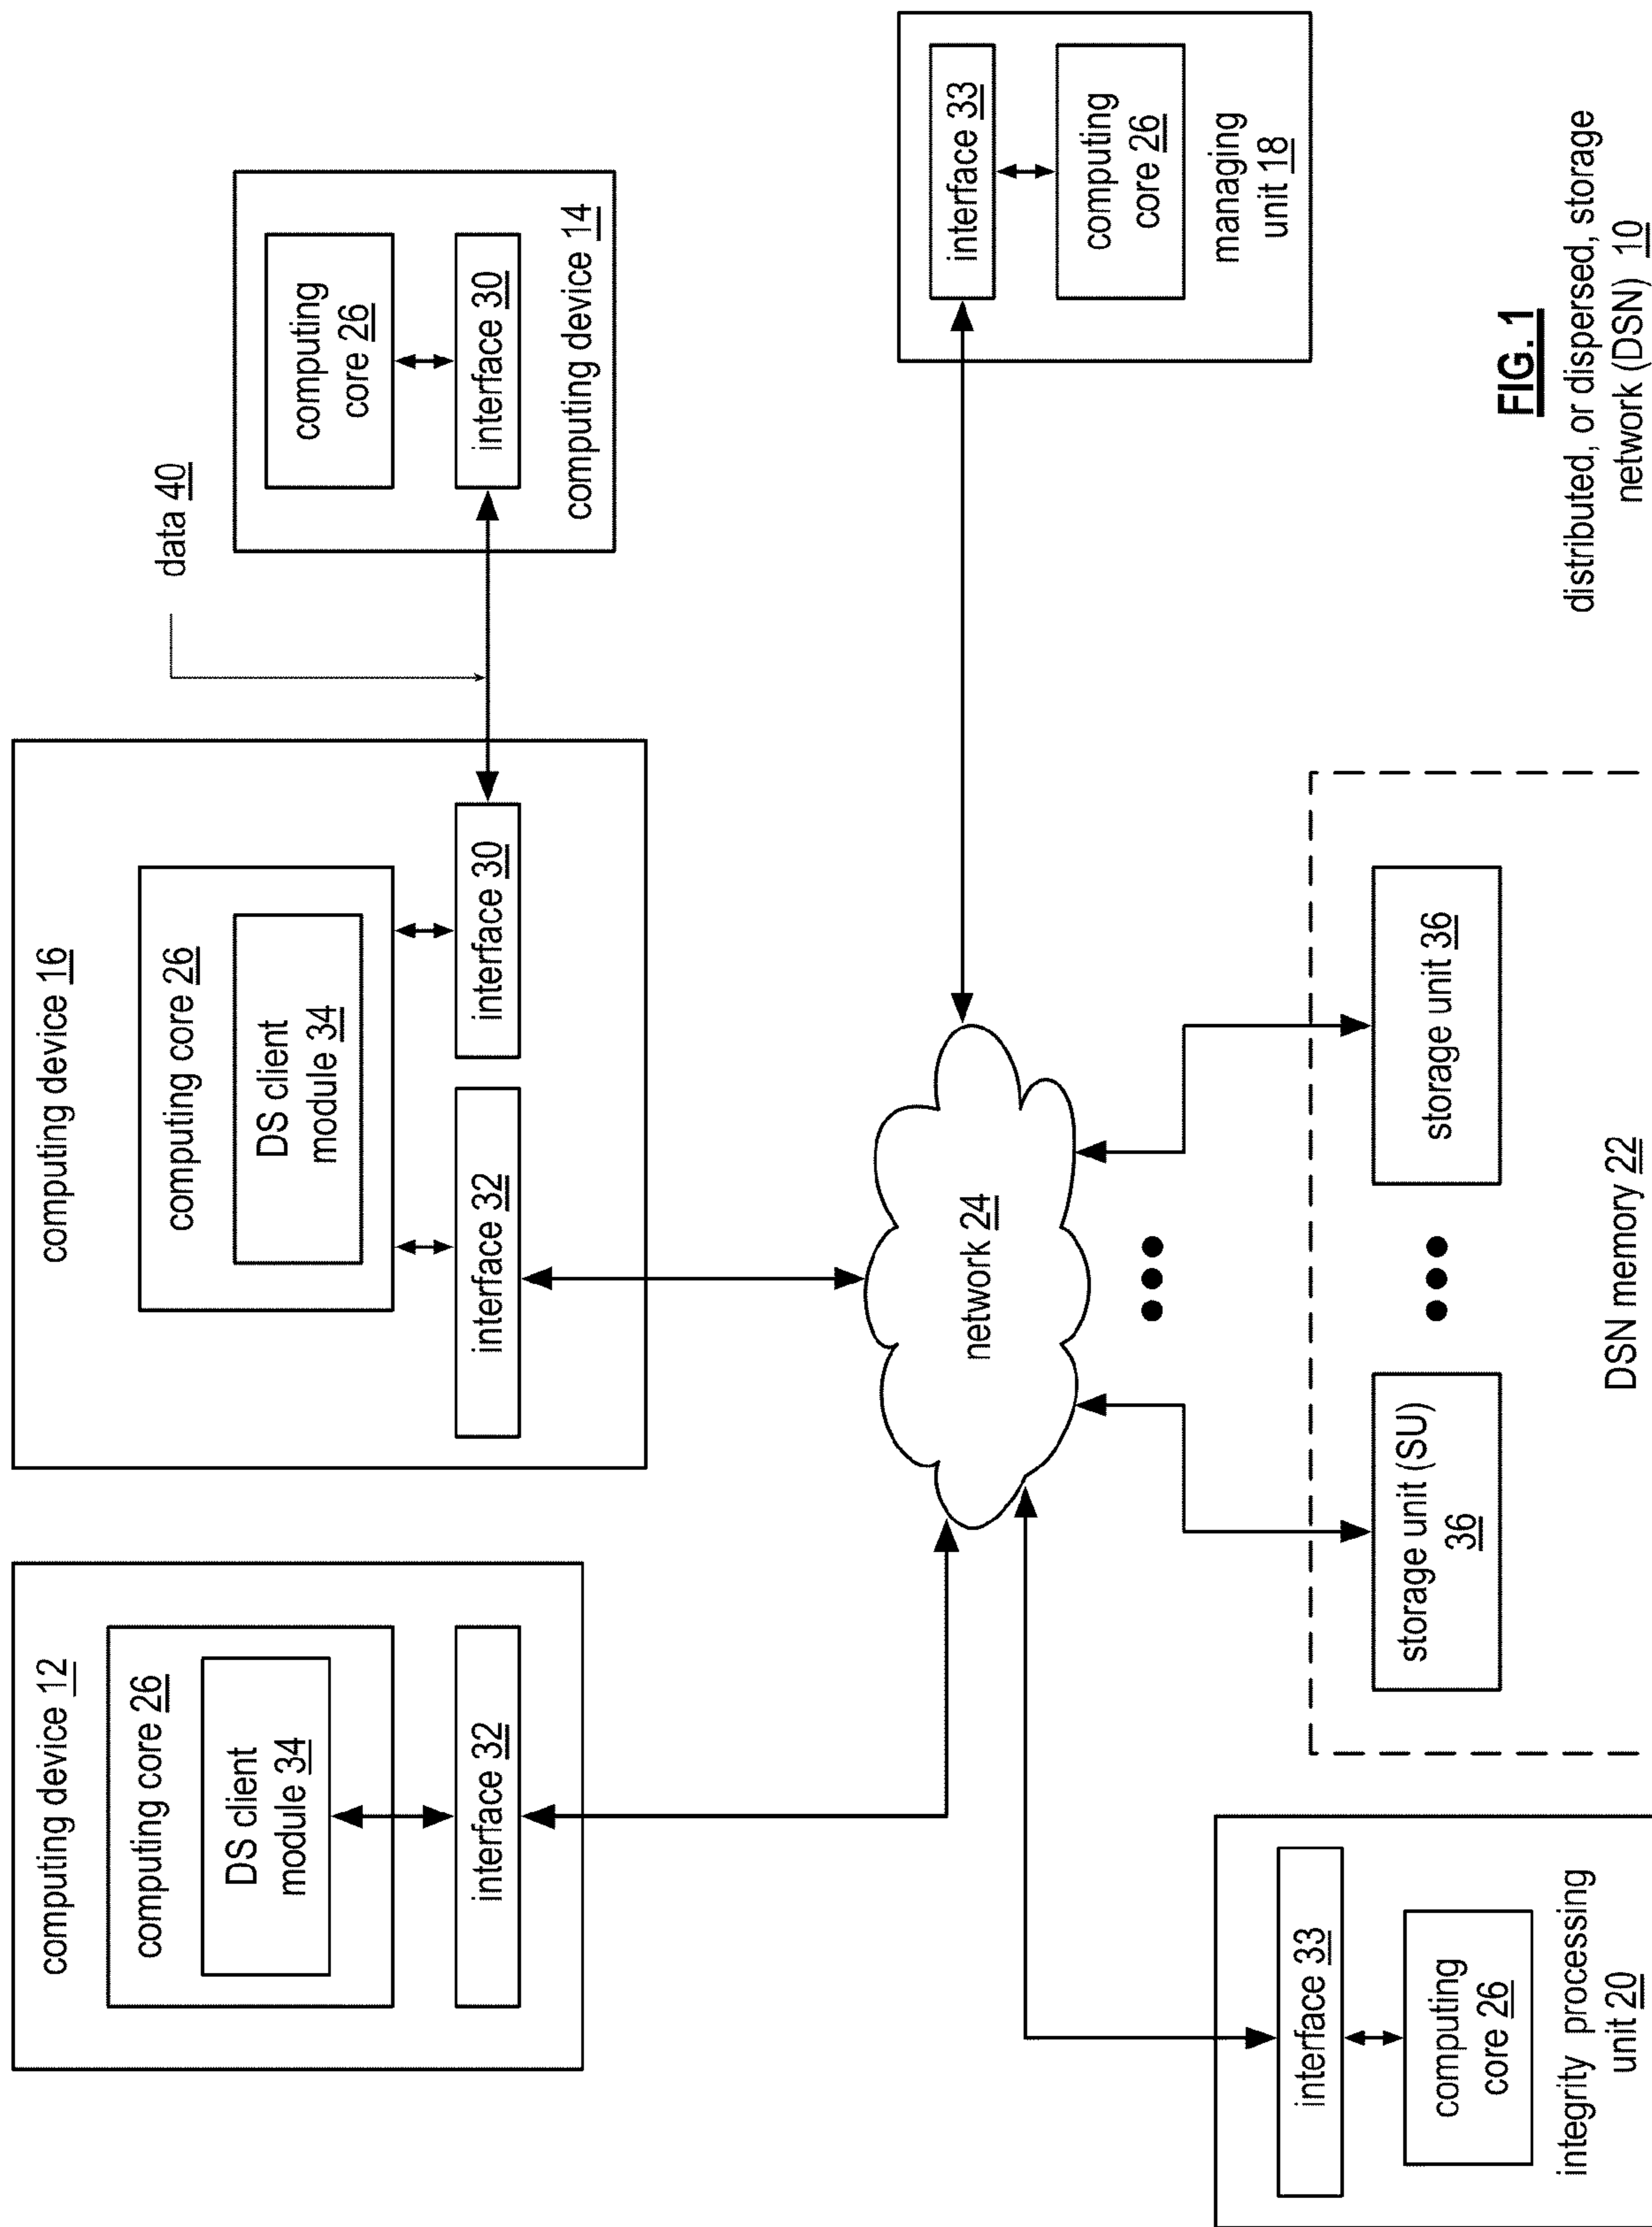 computing device 12
computing core 26
DS client
module 34
interface 32
computing device 16
computing core 26
DS client
module 34
interface 32
interface 30
data 40
computing
core 26
interface 30
computing device 14
network 24
interface 33
computing
core 26
managing
unit 18
interface 33
computing
core 26
integrity processing
unit 20
storage unit (SU)
36
storage unit 36
DSN memory 22
FIG. 1
distributed, or dispersed, storage
network (DSN) 10